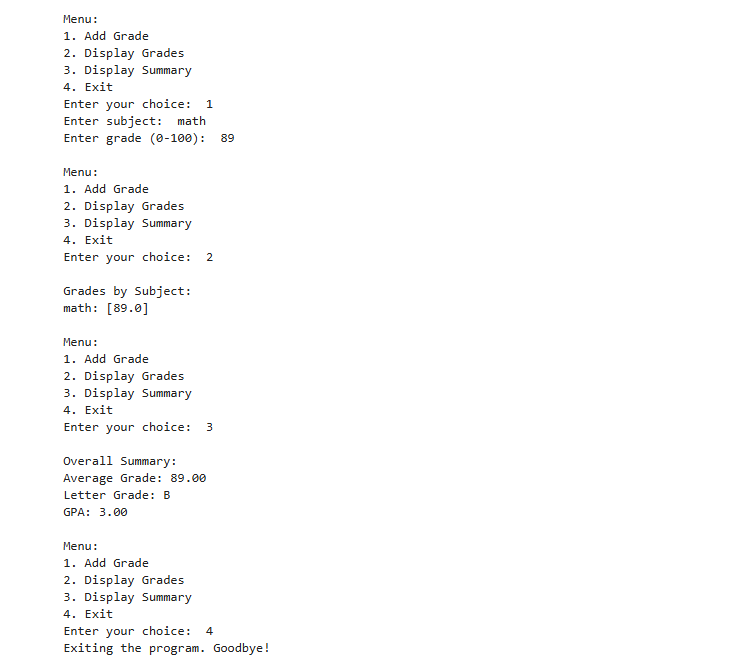 Menu:
1. Add Grade
2. Display Grades
3. Display Summary
4. Exit
Enter your choice:  1
Enter subject:  math
Enter grade (0-100):  89

Menu:
1. Add Grade
2. Display Grades
3. Display Summary
4. Exit
Enter your choice:  2

Grades by Subject:
math: [89.0]

Menu:
1. Add Grade
2. Display Grades
3. Display Summary
4. Exit
Enter your choice:  3

Overall Summary:
Average Grade: 89.00
Letter Grade: B
GPA: 3.00

Menu:
1. Add Grade
2. Display Grades
3. Display Summary
4. Exit
Enter your choice:  4
Exiting the program. Goodbye!